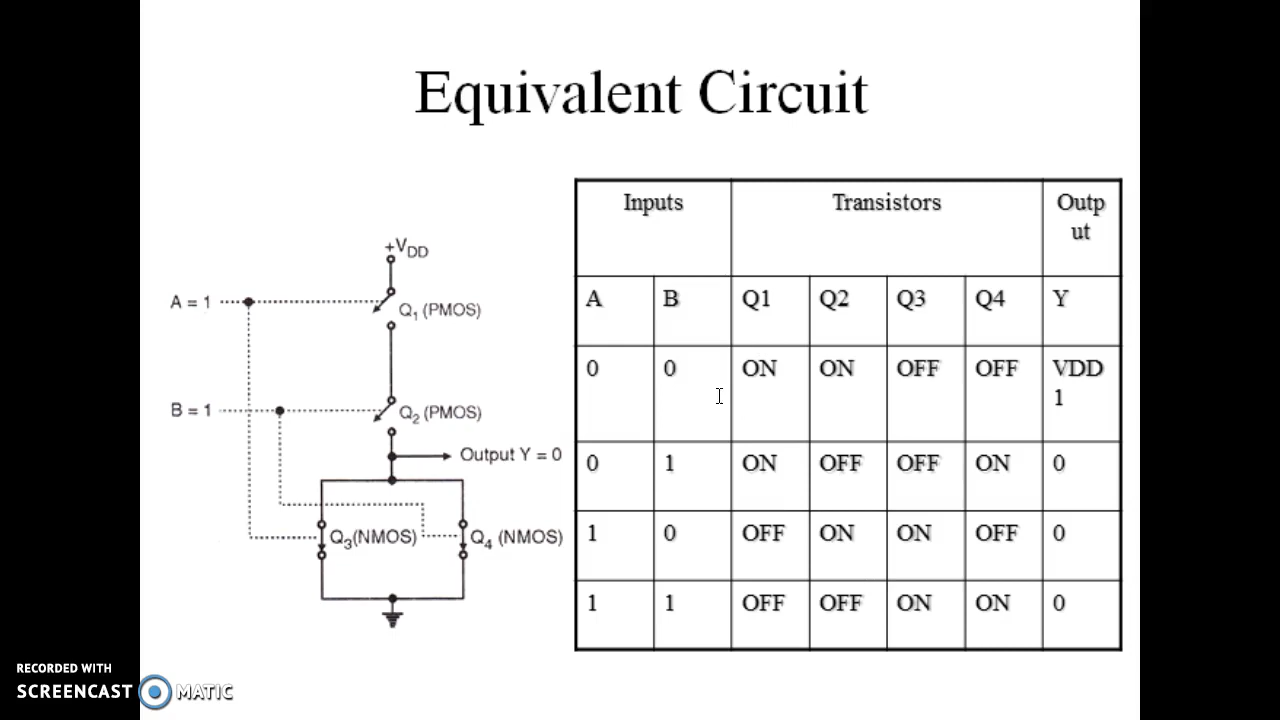 Equivalent Circuit
+VDD
A = 1
Q1 (PMOS)
B = 1
Q2 (PMOS)
Output Y = 0
Q3(NMOS)
Q4 (NMOS)
Inputs Transistors Outp
ut
A B Q1 Q2 Q3 Q4 Y
0 0 ON ON OFF OFF VDD
1
0 1 ON OFF OFF ON 0
1 0 OFF ON ON OFF 0
1 1 OFF OFF ON ON 0
RECORDED WITH
SCREENCAST MATIC